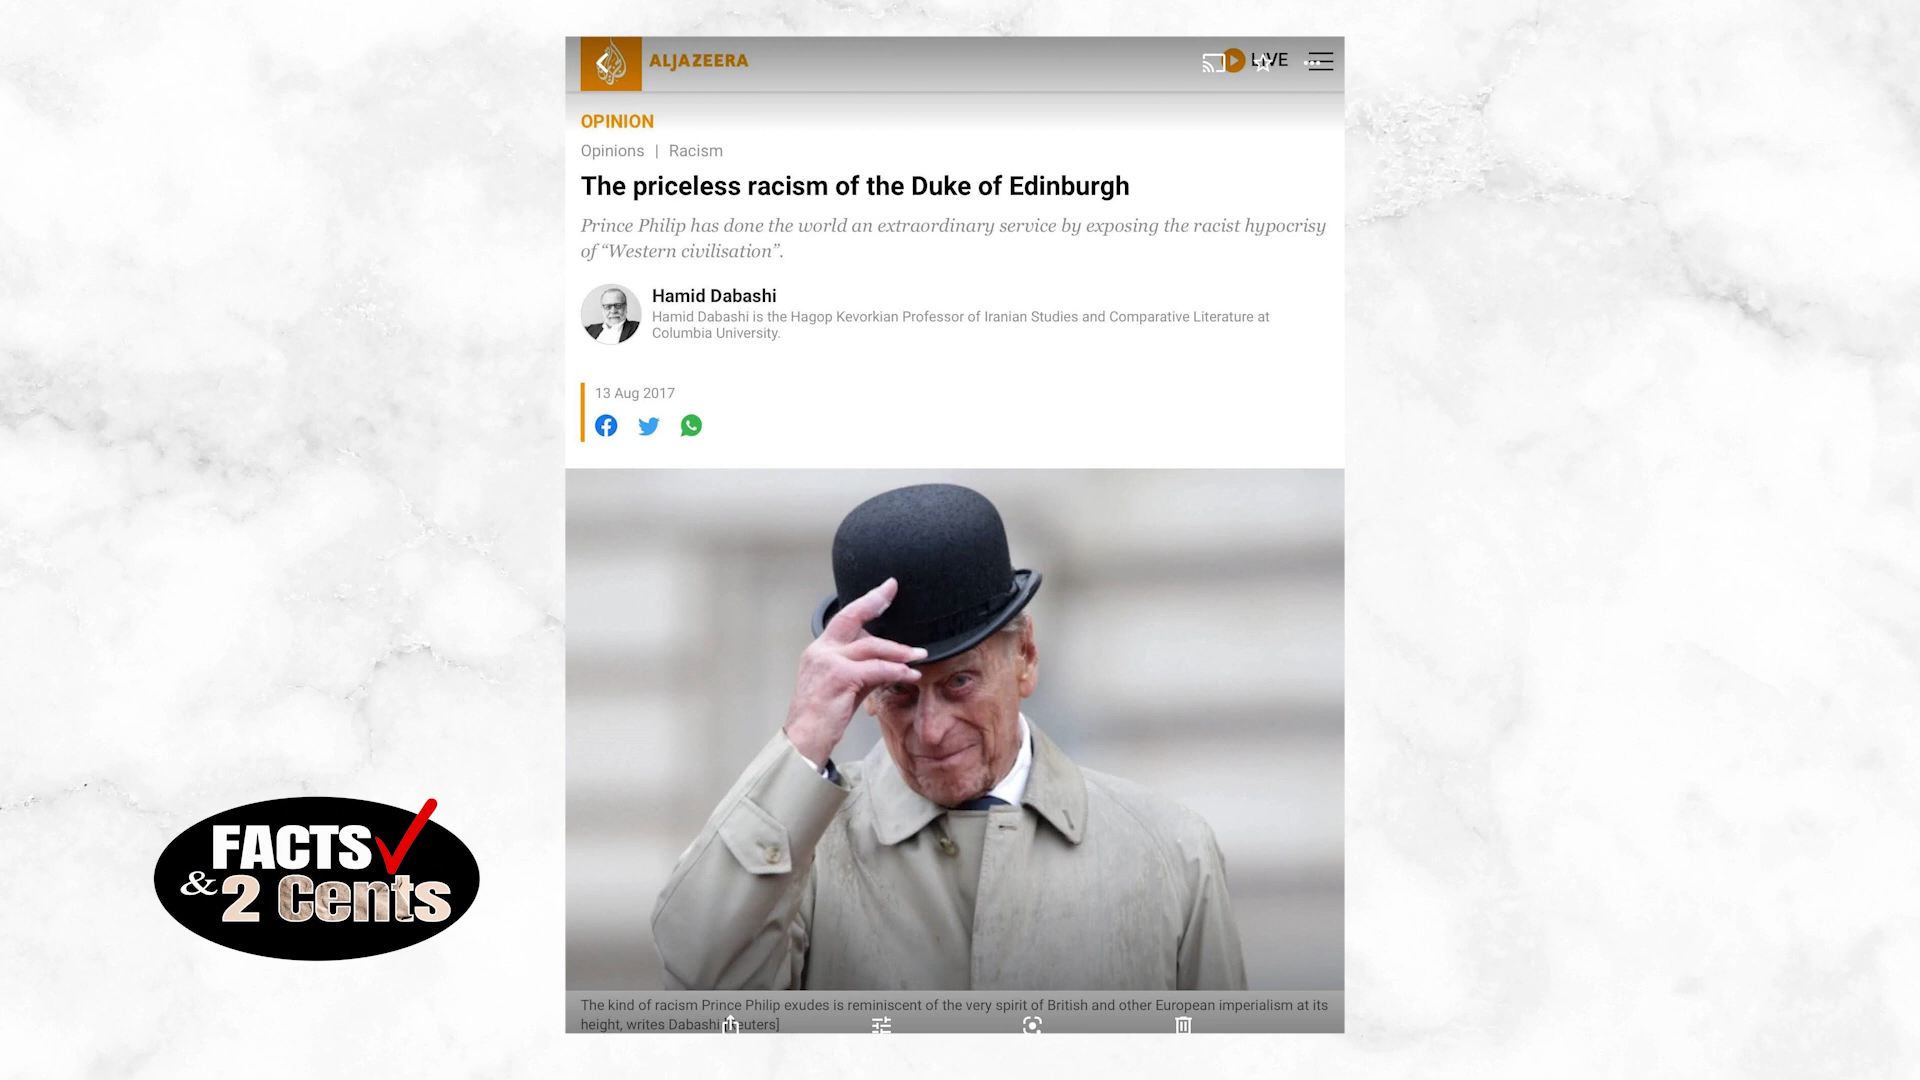 ALJAZEERA
LIVE
OPINION
Opinions | Racism
The priceless racism of the Duke of Edinburgh
Prince Philip has done the world an extraordinary service by exposing the racist hypocrisy
of “Western civilisation”.
Hamid Dabashi
Hamid Dabashi is the Hagop Kevorkian Professor of Iranian Studies and Comparative Literature at
Columbia University.
13 Aug 2017
FACTS
& 2 Cents
The kind of racism Prince Philip exudes is reminiscent of the very spirit of British and other European imperialism at its
height, writes Dabashi [Reuters]